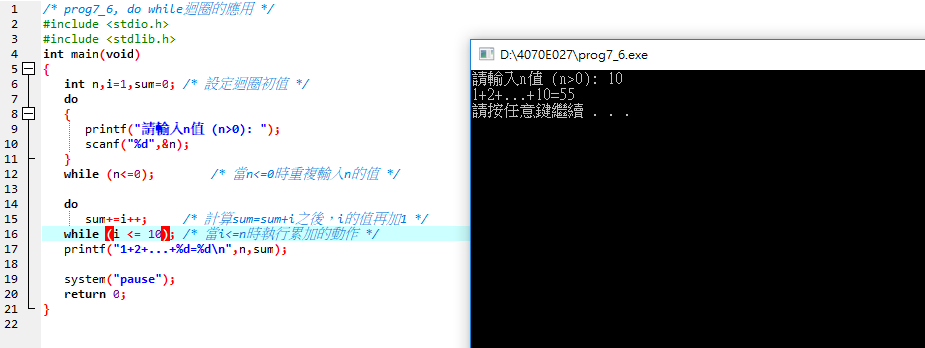 1 /* prog7_6, do while迴圈的應用 */
2 #include <stdio.h>
3 #include <stdlib.h>
4 int main(void)
5 {
6 int n,i=1,sum=0; /* 設定迴圈初值 */
7 do
8 {
9 printf("請輸入n值 (n>0): ");
10 scanf("%d",&n);
11 }
12 while (n<=0); /* 當n<=0時重複輸入n的值 */
13
14 do
15 sum+=i++; /* 計算sum=sum+i之後，i的值再加1 */
16 while (i <= 10); /* 當i<=n時執行累加的動作 */
17 printf("1+2+...+%d=%d\n",n,sum);
18
19 system("pause");
20 return 0;
21 }
22
D:\4070E027\prog7_6.exe
請輸入n值 (n>0): 10
1+2+...+10=55
請按任意鍵繼續 . . .